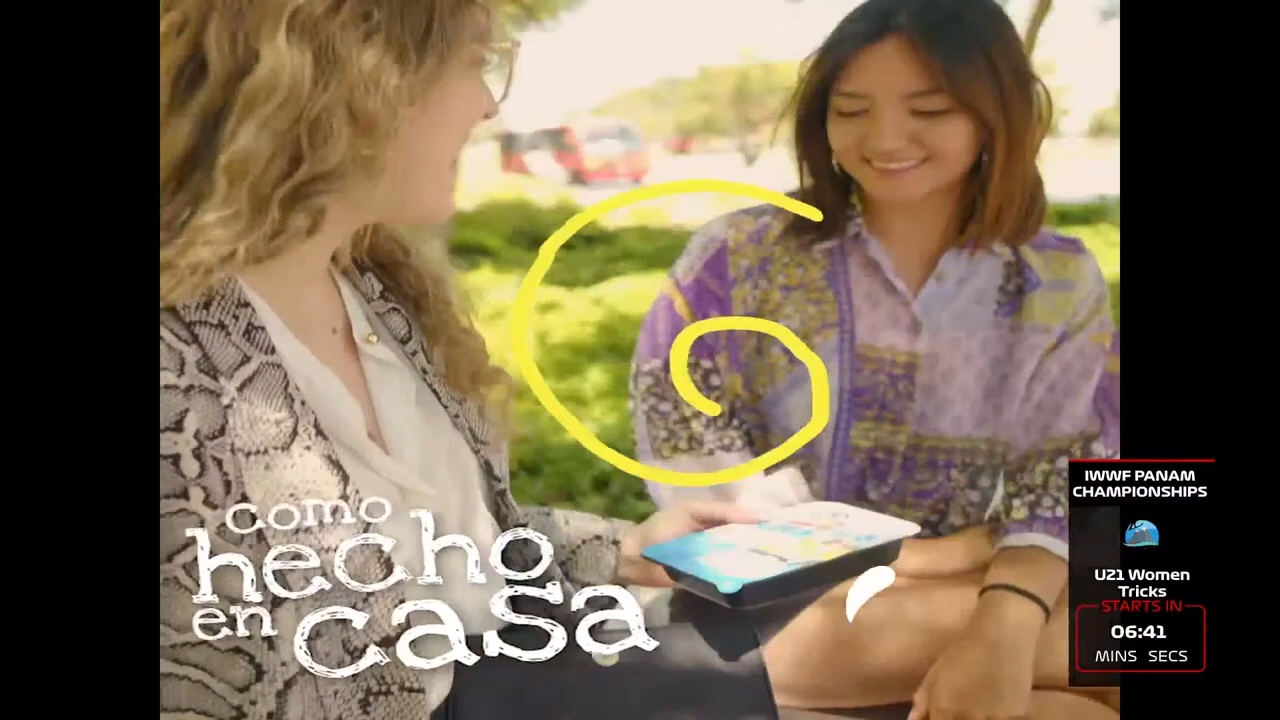 como
hecho
en casa
IWWF PANAM
CHAMPIONSHIPS
U21 Women
Tricks
STARTS IN
06:41
MINS SECS